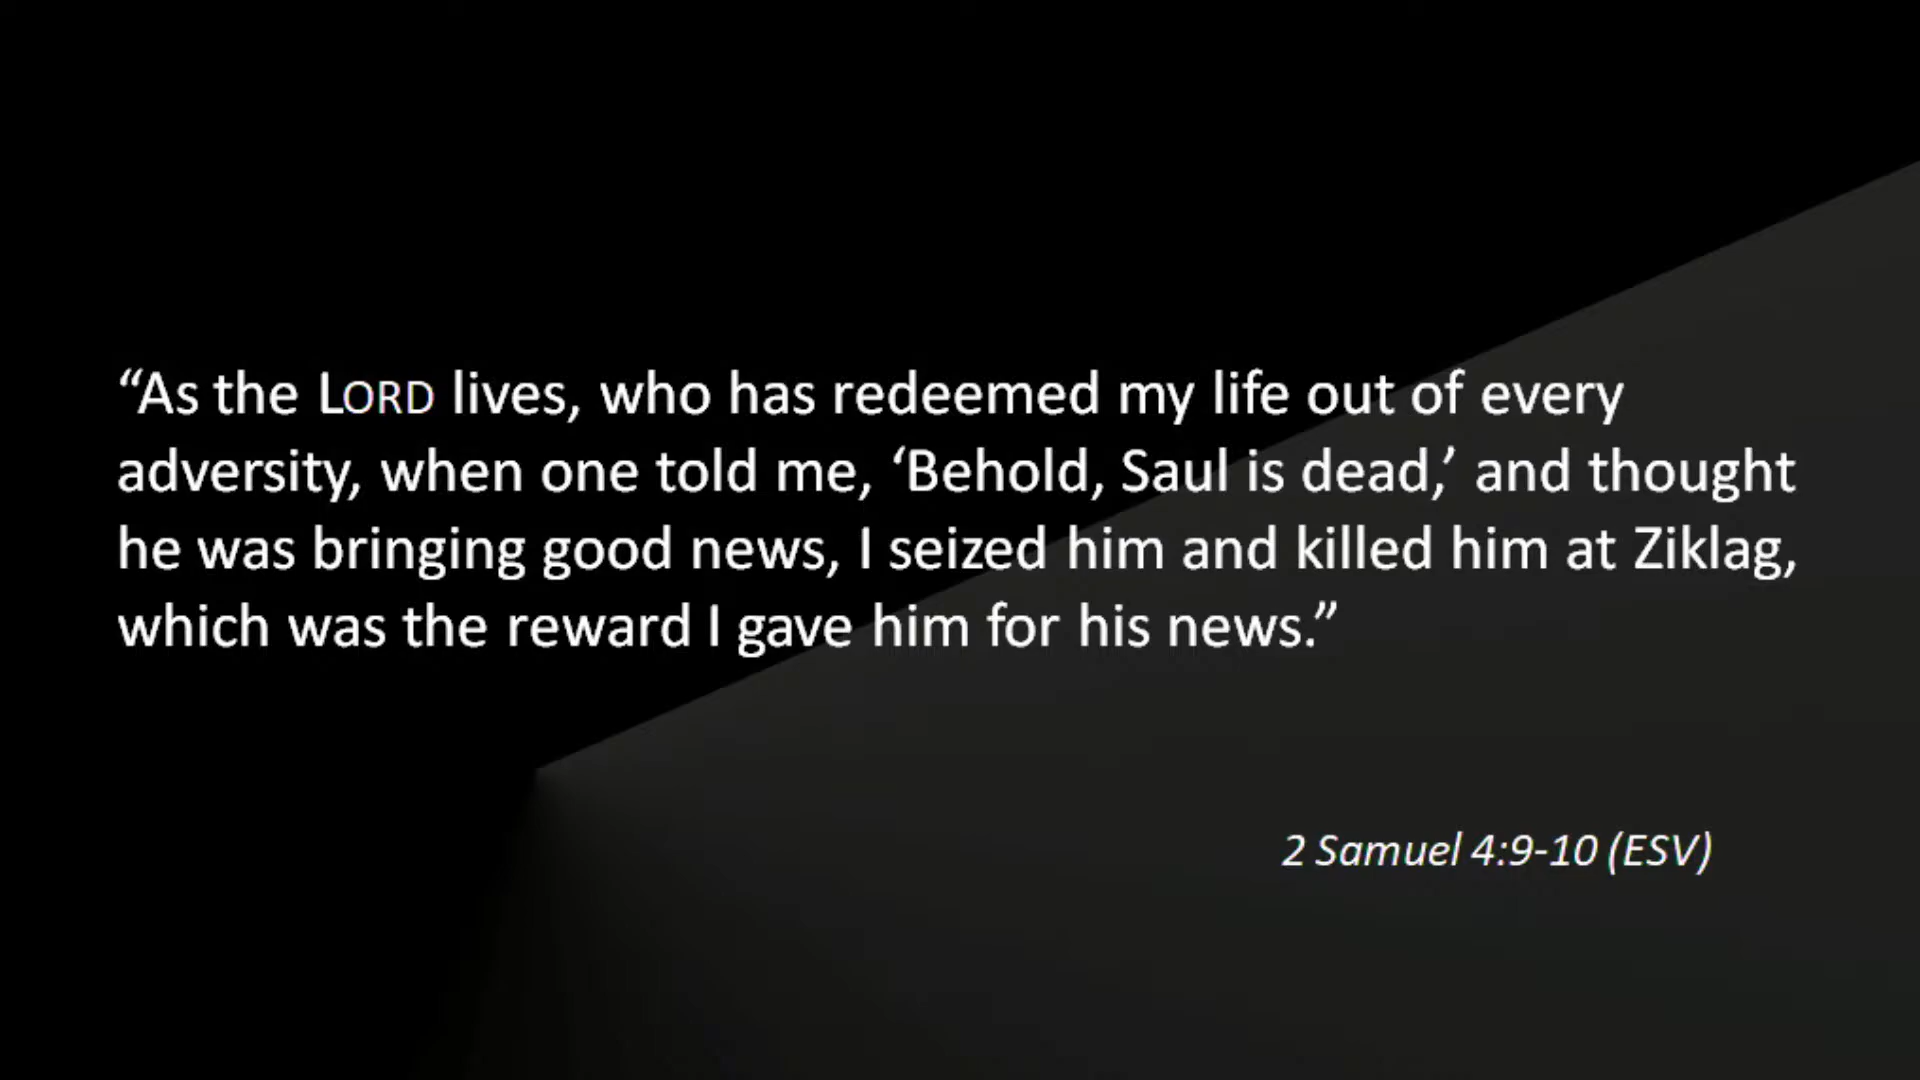 “As the LORD lives, who has redeemed my life out of every
adversity, when one told me, ‘Behold, Saul is dead,’ and thought
he was bringing good news, I seized him and killed him at Ziklag,
which was the reward I gave him for his news.”
2 Samuel 4:9-10 (ESV)